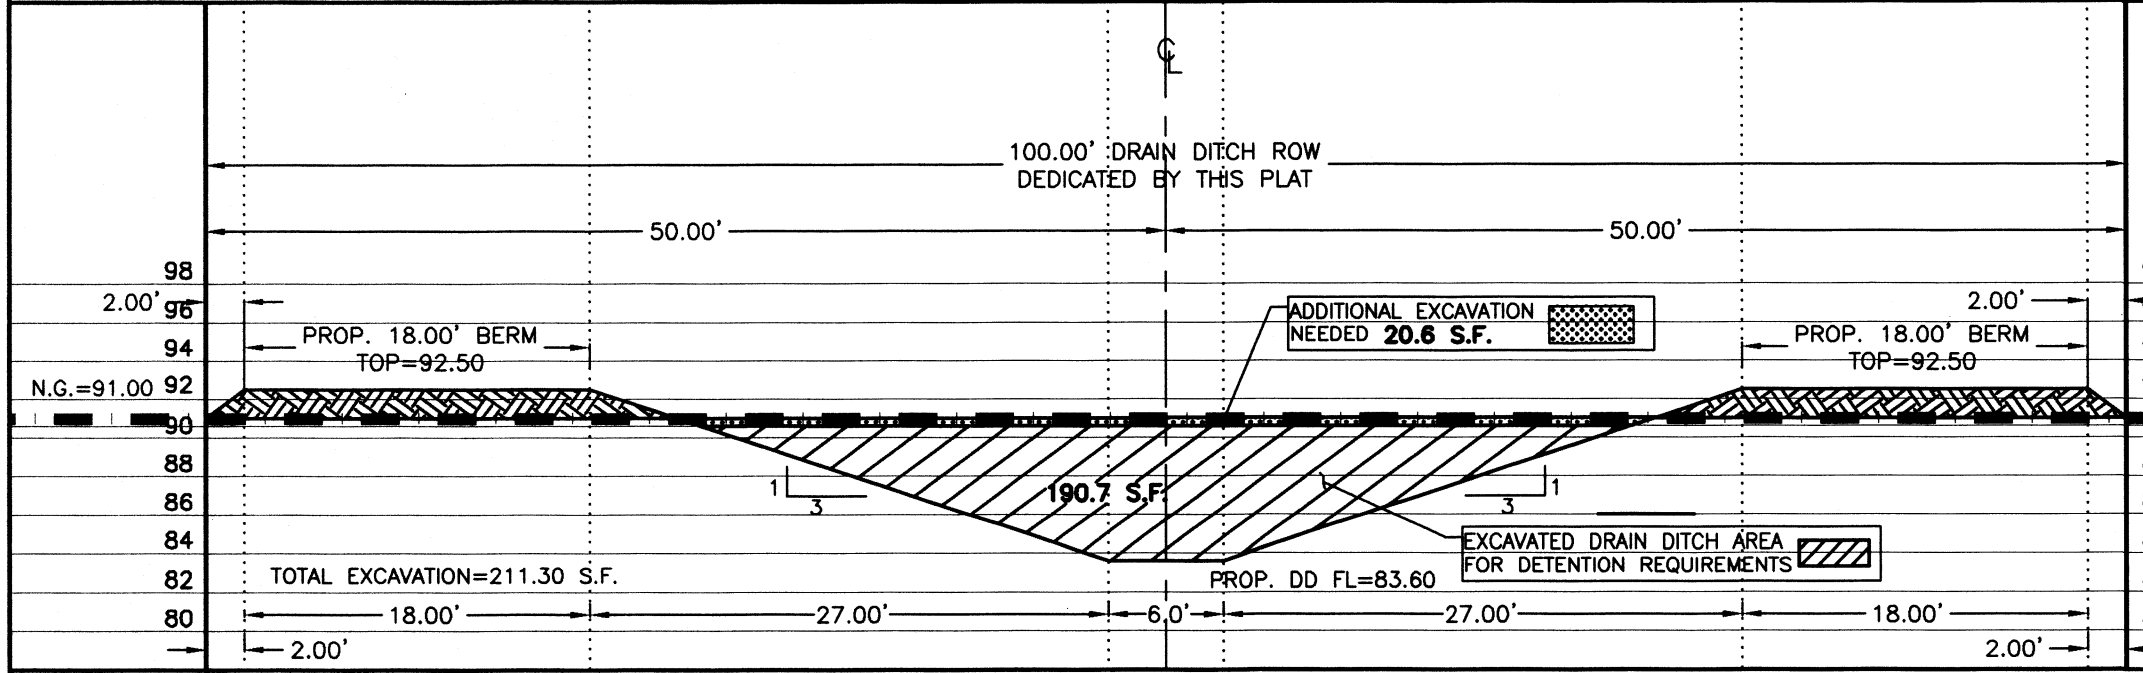 ℄
100.00' DRAIN DITCH ROW
DEDICATED BY THIS PLAT
50.00' 50.00'
98
2.00' 96 2.00'
ADDITIONAL EXCAVATION
NEEDED 20.6 S.F.
PROP. 18.00' BERM
TOP=92.50
PROP. 18.00' BERM
TOP=92.50
94
N.G.=91.00 92
90
88
190.7 S.F.
1
3
3
1
86
84
EXCAVATED DRAIN DITCH AREA
FOR DETENTION REQUIREMENTS
TOTAL EXCAVATION=211.30 S.F.
PROP. DD FL=83.60
82
80
18.00' 27.00' 6.0' 27.00' 18.00'
2.00' 2.00'